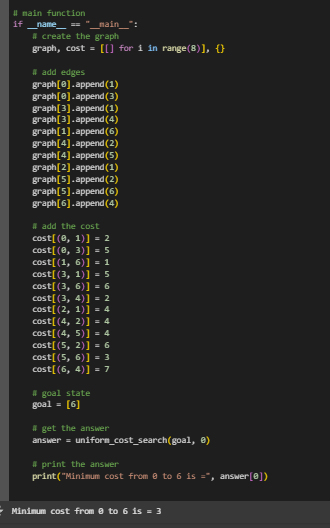 # main function
if __name__ == "__main__":
    # create the graph
    graph, cost = [[] for i in range(8)], {}

    # add edges
    graph[0].append(1)
    graph[0].append(3)
    graph[3].append(1)
    graph[3].append(6)
    graph[3].append(4)
    graph[1].append(6)
    graph[4].append(2)
    graph[4].append(5)
    graph[2].append(1)
    graph[5].append(2)
    graph[5].append(6)
    graph[6].append(4)

    # add the cost
    cost[(0, 1)] = 2
    cost[(0, 3)] = 5
    cost[(1, 6)] = 1
    cost[(3, 1)] = 5
    cost[(3, 6)] = 6
    cost[(3, 4)] = 2
    cost[(2, 1)] = 4
    cost[(4, 2)] = 4
    cost[(4, 5)] = 4
    cost[(5, 2)] = 6
    cost[(5, 6)] = 3
    cost[(6, 4)] = 7

    # goal state
    goal = [6]

    # get the answer
    answer = uniform_cost_search(goal, 0)

    # print the answer
    print("Minimum cost from 0 to 6 is =", answer[0])

Minimum cost from 0 to 6 is = 3